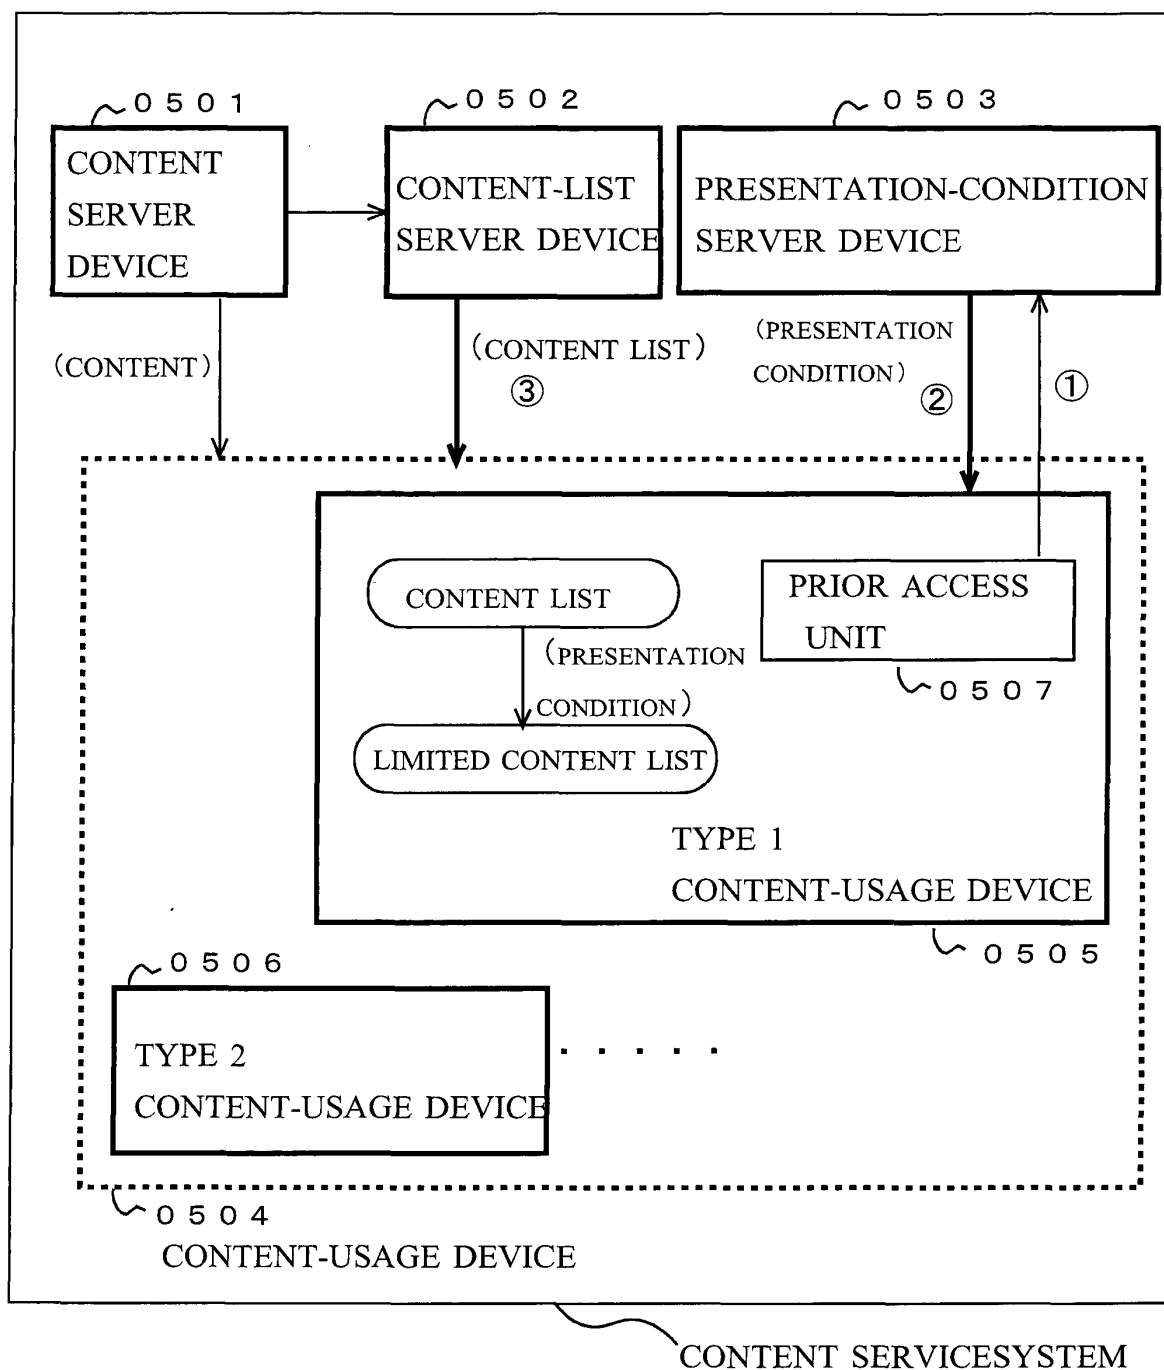 0501
0502
0503
CONTENT
SERVER
DEVICE
CONTENT-LIST
SERVER DEVICE
PRESENTATION-CONDITION
SERVER DEVICE
(CONTENT)
(CONTENT LIST)
③
(PRESENTATION
CONDITION)
②
①
CONTENT LIST
(PRESENTATION
CONDITION)
LIMITED CONTENT LIST
PRIOR ACCESS
UNIT
0507
TYPE 1
CONTENT-USAGE DEVICE
0505
0506
TYPE 2
CONTENT-USAGE DEVICE
· · · · ·
0504
CONTENT-USAGE DEVICE
CONTENT SERVICESYSTEM